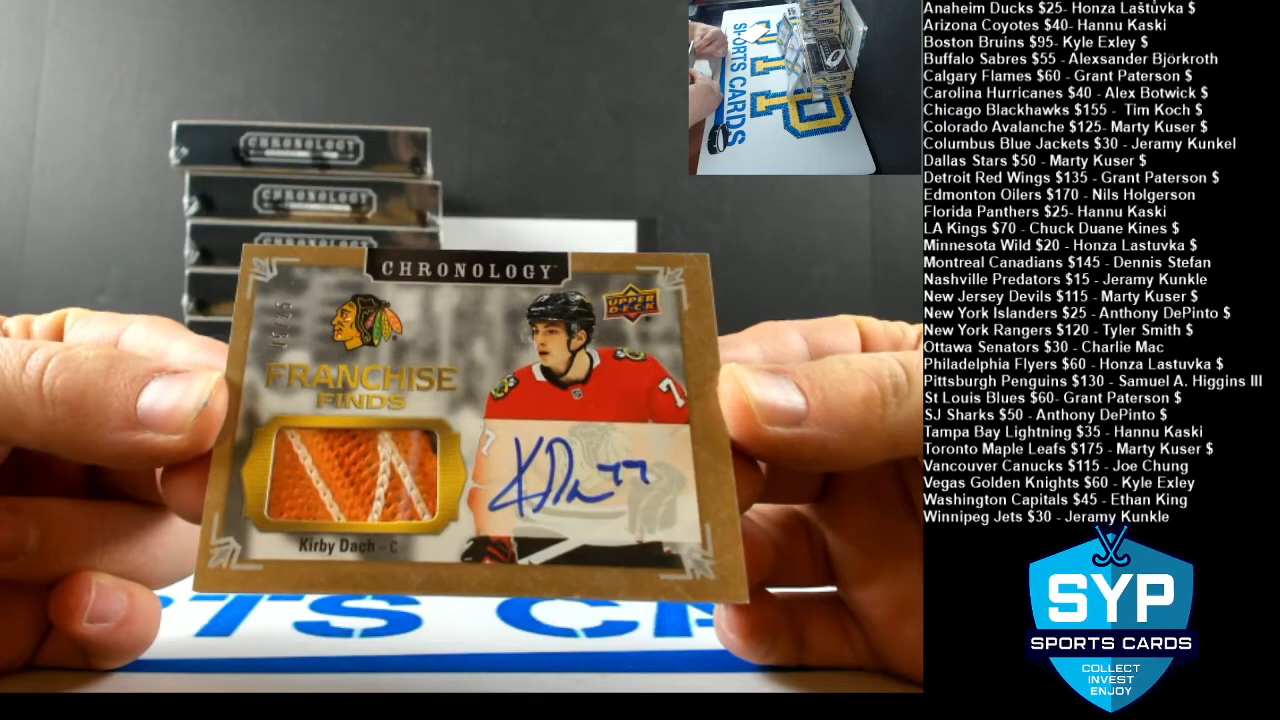 CHRONOLOGY
CHRONOLOGY
CHRONOLOGY
CHRONOLOGY
UPPER DECK
FRANCHISE
FINDS
77
Kirby Dach - C
SPORTS CARDS
Anaheim Ducks $25- Honza Laštůvka $
Arizona Coyotes $40- Hannu Kaski
Boston Bruins $95- Kyle Exley $
Buffalo Sabres $55 - Alexsander Björkroth
Calgary Flames $60 - Grant Paterson $
Carolina Hurricanes $40 - Alex Botwick $
Chicago Blackhawks $155 - Tim Koch $
Colorado Avalanche $125- Marty Kuser $
Columbus Blue Jackets $30 - Jeramy Kunkel
Dallas Stars $50 - Marty Kuser $
Detroit Red Wings $135 - Grant Paterson $
Edmonton Oilers $170 - Nils Holgerson
Florida Panthers $25- Hannu Kaski
LA Kings $70 - Chuck Duane Kines $
Minnesota Wild $20 - Honza Lastuvka $
Montreal Canadians $145 - Dennis Stefan
Nashville Predators $15 - Jeramy Kunkle
New Jersey Devils $115 - Marty Kuser $
New York Islanders $25 - Anthony DePinto $
New York Rangers $120 - Tyler Smith $
Ottawa Senators $30 - Charlie Mac
Philadelphia Flyers $60 - Honza Lastuvka $
Pittsburgh Penguins $130 - Samuel A. Higgins III
St Louis Blues $60- Grant Paterson $
SJ Sharks $50 - Anthony DePinto $
Tampa Bay Lightning $35 - Hannu Kaski
Toronto Maple Leafs $175 - Marty Kuser $
Vancouver Canucks $115 - Joe Chung
Vegas Golden Knights $60 - Kyle Exley
Washington Capitals $45 - Ethan King
Winnipeg Jets $30 - Jeramy Kunkle
SYP
SPORTS CARDS
COLLECT
INVEST
ENJOY